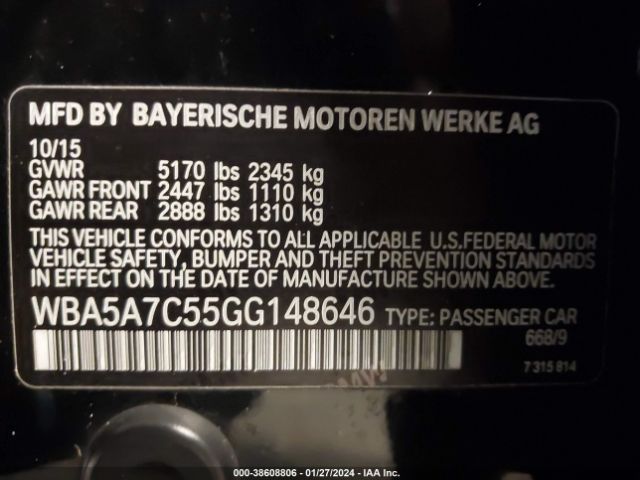 MFD BY BAYERISCHE MOTOREN WERKE AG
10/15
GVWR 5170 lbs 2345 kg
GAWR FRONT 2447 lbs 1110 kg
GAWR REAR 2888 lbs 1310 kg
THIS VEHICLE CONFORMS TO ALL APPLICABLE U.S.FEDERAL MOTOR
VEHICLE SAFETY, BUMPER AND THEFT PREVENTION STANDARDS
IN EFFECT ON THE DATE OF MANUFACTURE SHOWN ABOVE.
WBA5A7C55GG148646 TYPE: PASSENGER CAR
668/9
7 315 814
000-38608806 - 01/27/2024 - IAA Inc.